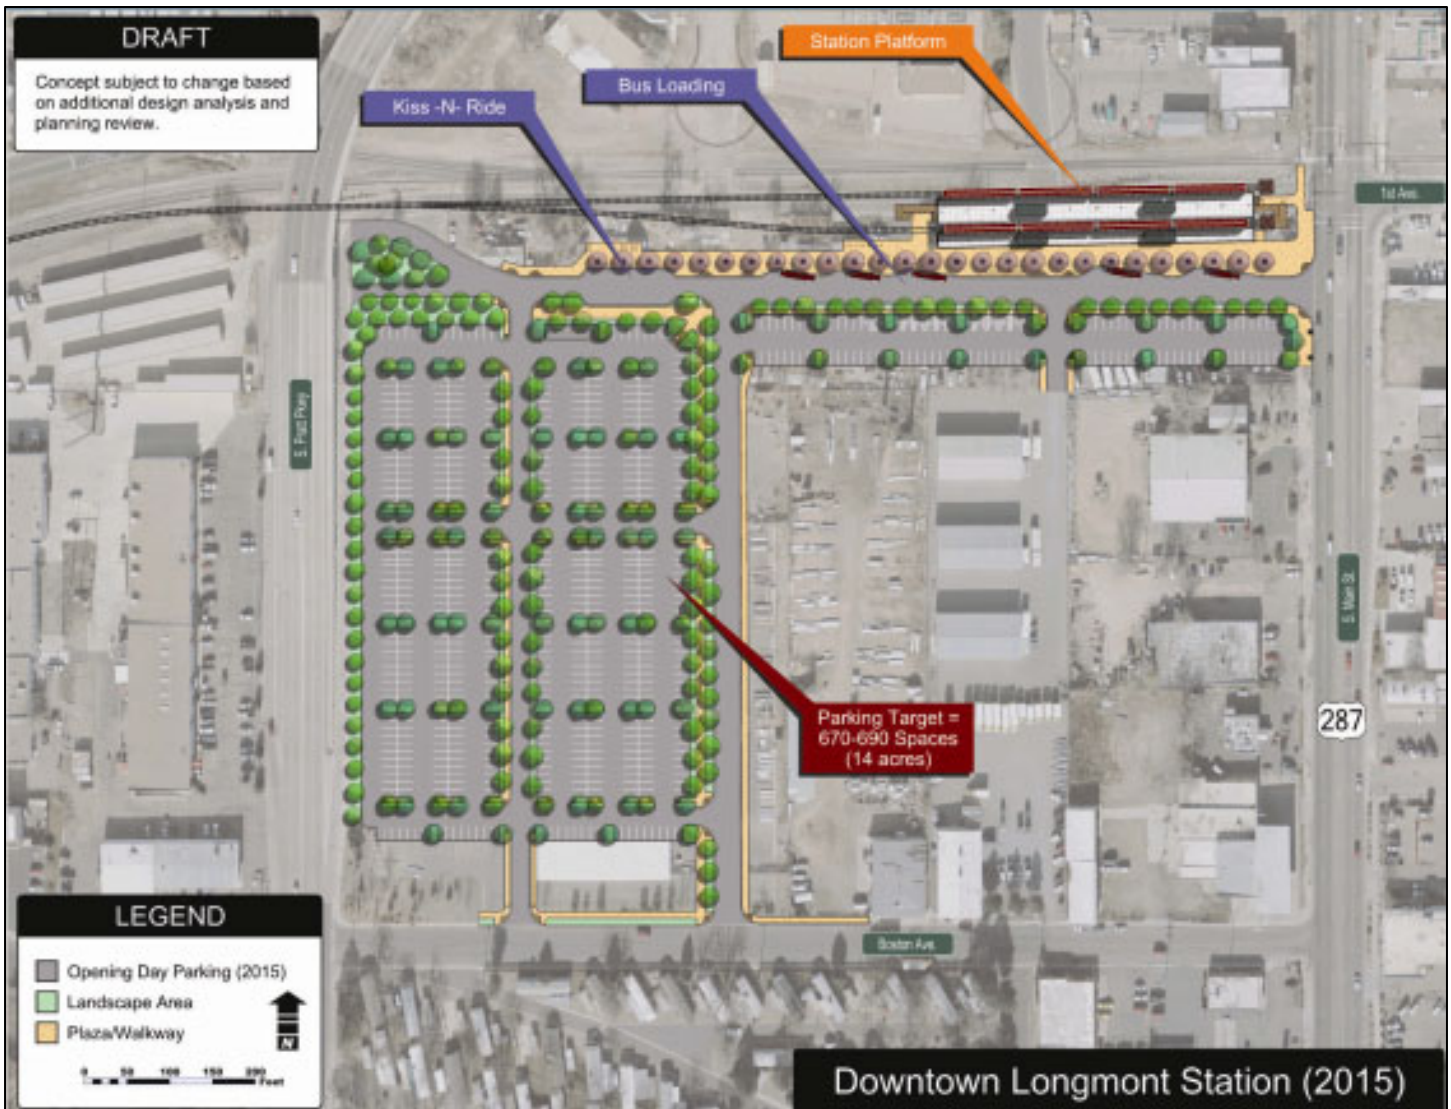 DRAFT
Concept subject to change based
on additional design analysis and
planning review.
Station Platform
Bus Loading
Kiss -N- Ride
1st Ave.
S. Pratt Pkwy
S. Main St.
287
Parking Target =
670-690 Spaces
(14 acres)
Boston Ave.
LEGEND
Opening Day Parking (2015)
Landscape Area
Plaza/Walkway
N
0 50 100 150 200
Feet
Downtown Longmont Station (2015)